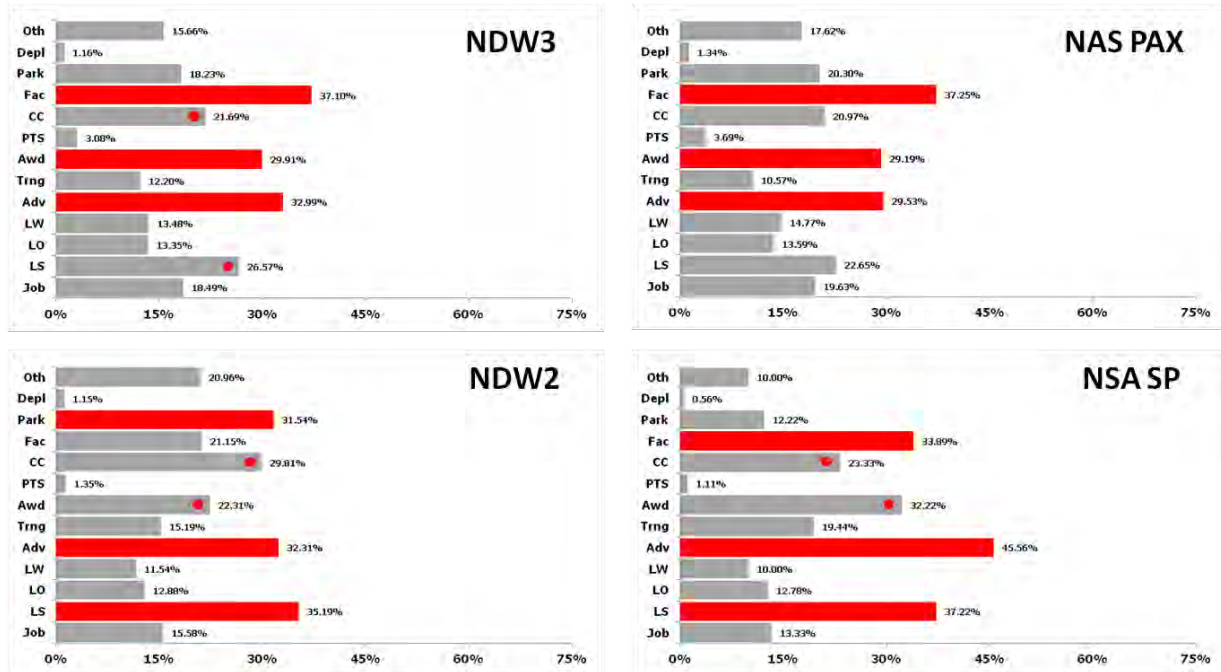 NDW3
Oth 15.66%
Depl 1.16%
Park 18.23%
Fac 37.10%
CC 21.69%
PTS 3.08%
Awd 29.91%
Trng 12.20%
Adv 32.99%
LW 13.48%
LO 13.35%
LS 26.57%
Job 18.49%
0% 15% 30% 45% 60% 75%
NAS PAX
Oth 17.62%
Depl 1.34%
Park 20.30%
Fac 37.25%
CC 20.97%
PTS 3.69%
Awd 29.19%
Trng 10.57%
Adv 29.53%
LW 14.77%
LO 13.59%
LS 22.65%
Job 19.63%
0% 15% 30% 45% 60% 75%
NDW2
Oth 20.96%
Depl 1.15%
Park 31.54%
Fac 21.15%
CC 29.81%
PTS 1.35%
Awd 22.31%
Trng 15.19%
Adv 32.31%
LW 11.54%
LO 12.88%
LS 35.19%
Job 15.58%
0% 15% 30% 45% 60% 75%
NSA SP
Oth 10.00%
Depl 0.56%
Park 12.22%
Fac 33.89%
CC 23.33%
PTS 1.11%
Awd 32.22%
Trng 19.44%
Adv 45.56%
LW 10.00%
LO 12.78%
LS 37.22%
Job 13.33%
0% 15% 30% 45% 60% 75%